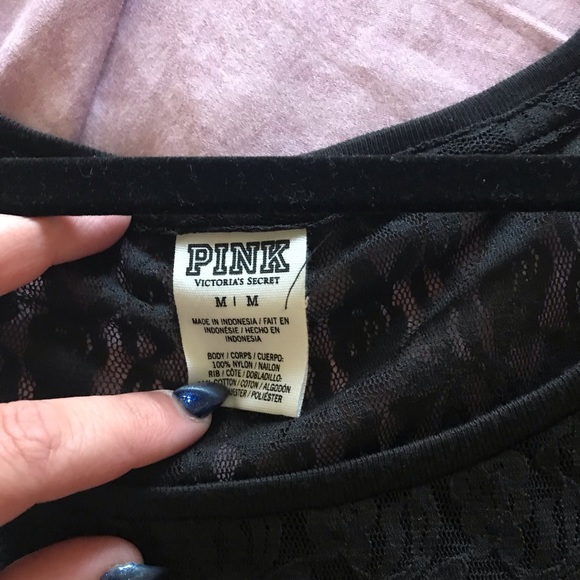 PINK
VICTORIA'S SECRET
M | M
MADE IN INDONESIA / FAIT EN
INDONÉSIE / HECHO EN
INDONESIA
BODY / CORPS / CUERPO:
100% NYLON / NAILON
RIB / CÔTE / DOBLADILLO:
COTTON / COTON / ALGODÓN
/ POLIÉSTER